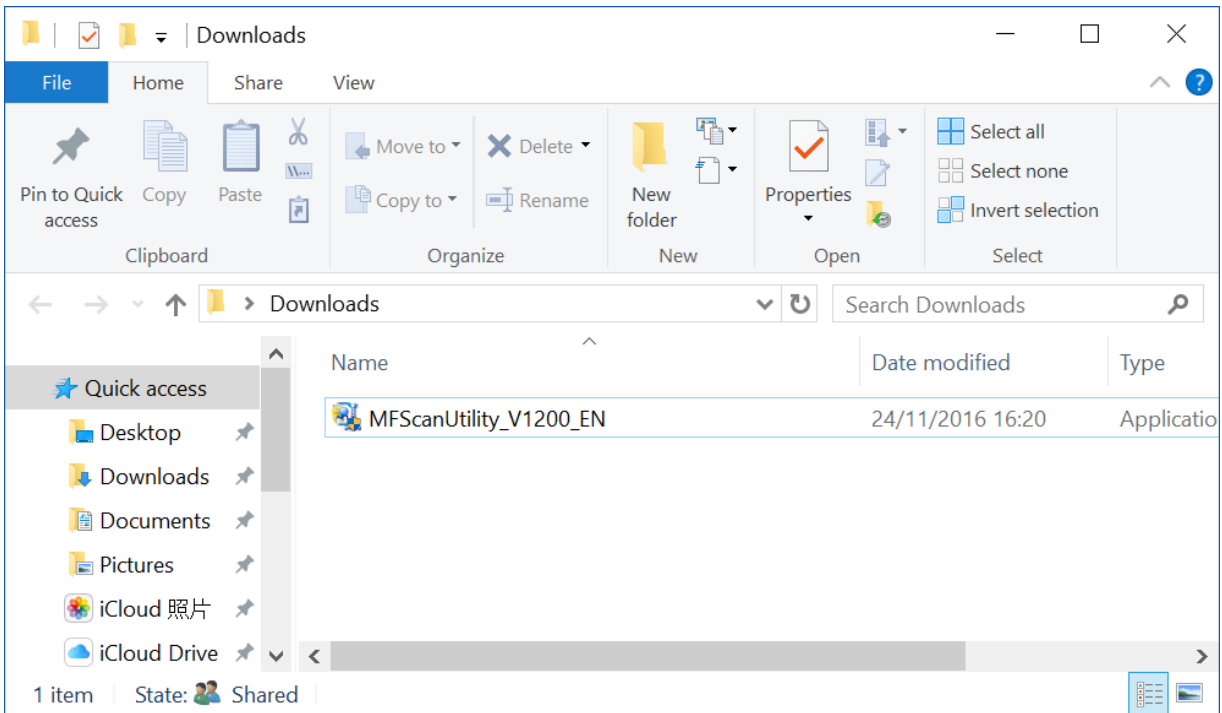 Downloads
File Home Share View
Pin to Quick access
Copy
Paste
Clipboard
Move to
Copy to
Delete
Rename
Organize
New folder
New
Properties
Open
Select all
Select none
Invert selection
Select
Downloads
Search Downloads
Name Date modified Type
Quick access
Desktop
Downloads
Documents
Pictures
iCloud 照片
iCloud Drive
MFScanUtility_V1200_EN 24/11/2016 16:20 Applicatio
1 item State: Shared